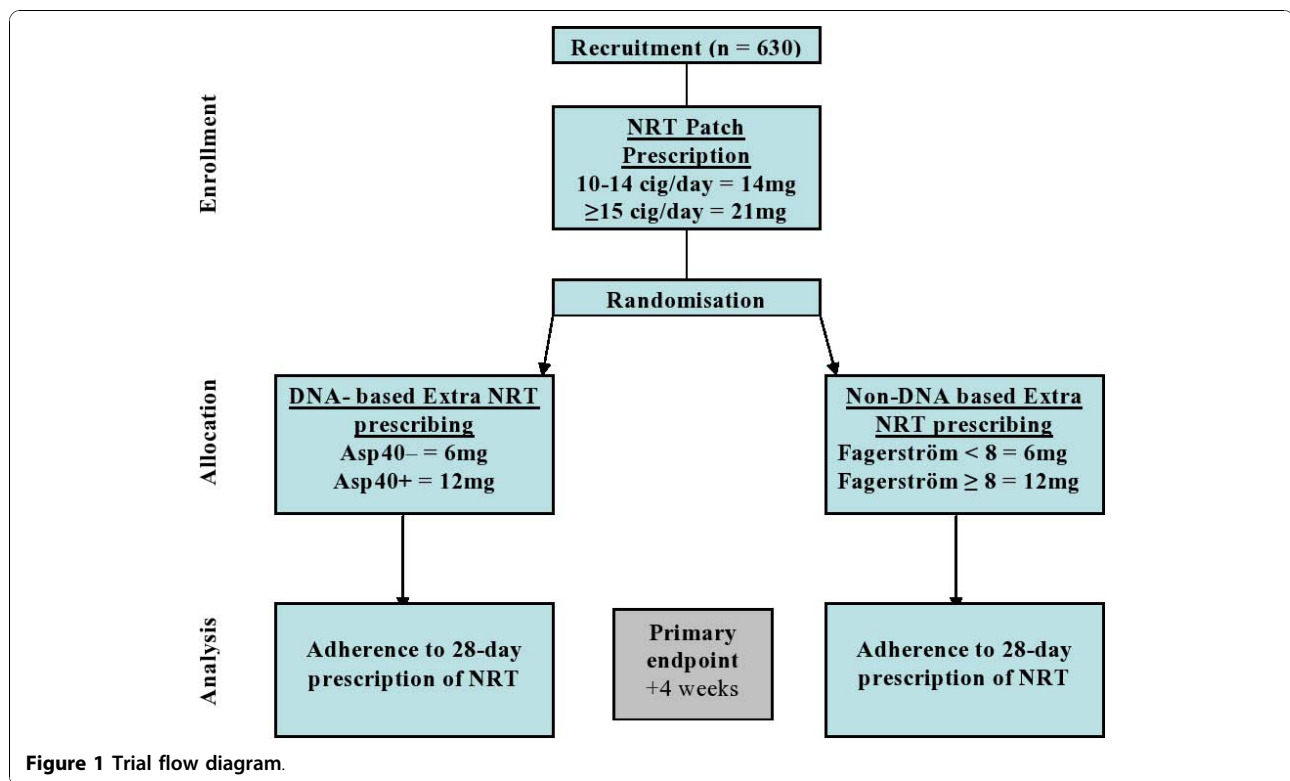 Recruitment (n = 630)
Enrollment
NRT Patch
Prescription
10-14 cig/day = 14mg
≥15 cig/day = 21mg
Randomisation
Allocation
DNA- based Extra NRT
prescribing
Asp40– = 6mg
Asp40+ = 12mg
Non-DNA based Extra
NRT prescribing
Fagerström < 8 = 6mg
Fagerström ≥ 8 = 12mg
Analysis
Adherence to 28-day
prescription of NRT
Primary
endpoint
+4 weeks
Adherence to 28-day
prescription of NRT
Figure 1 Trial flow diagram.